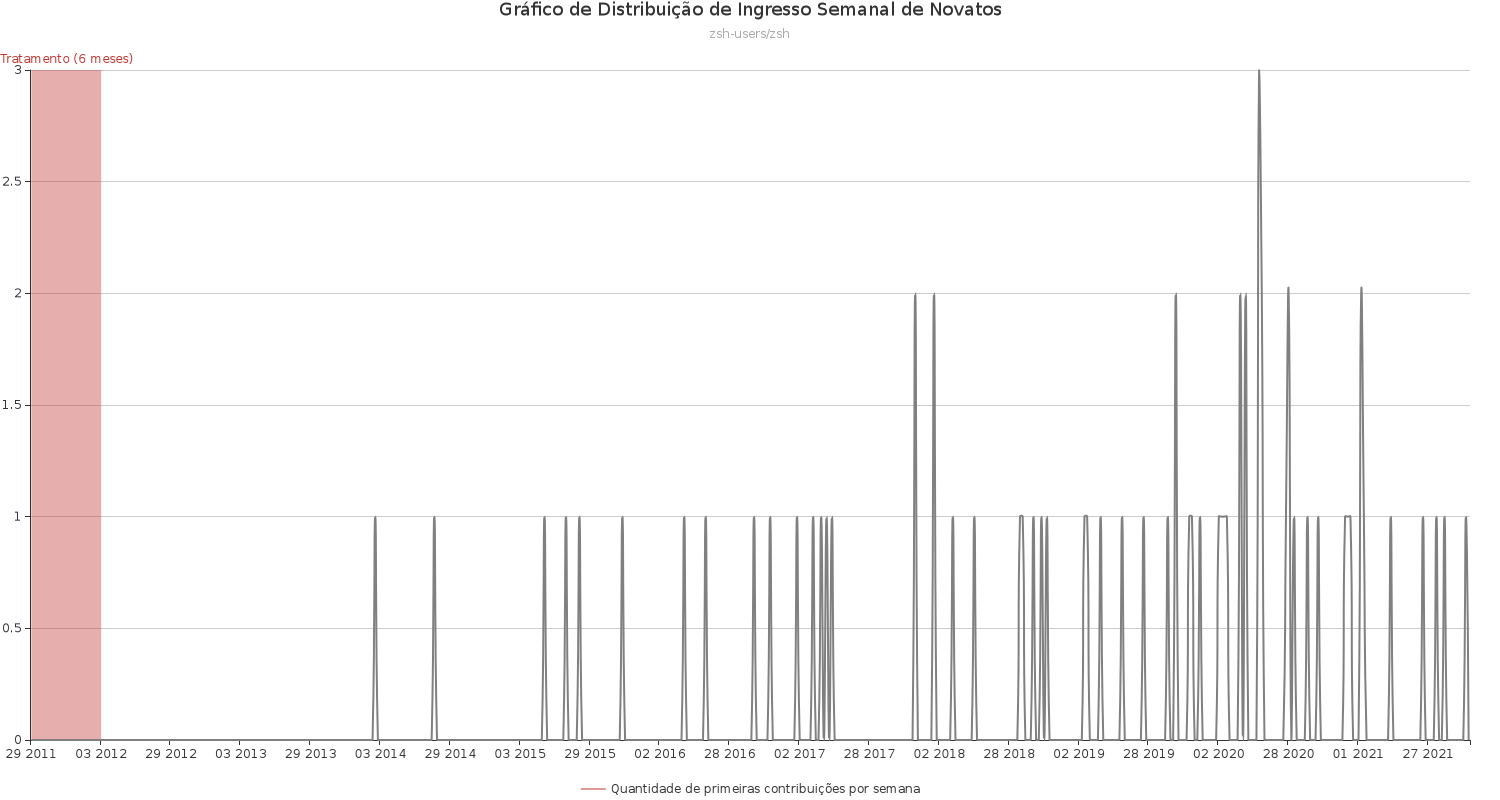 Gráfico de Distribuição de Ingresso Semanal de Novatos
zsh-users/zsh
Tratamento (6 meses)
3
2.5
2
1.5
1
0.5
0
29 2011 03 2012 29 2012 03 2013 29 2013 03 2014 29 2014 03 2015 29 2015 02 2016 28 2016 02 2017 28 2017 02 2018 28 2018 02 2019 28 2019 02 2020 28 2020 01 2021 27 2021
Quantidade de primeiras contribuições por semana